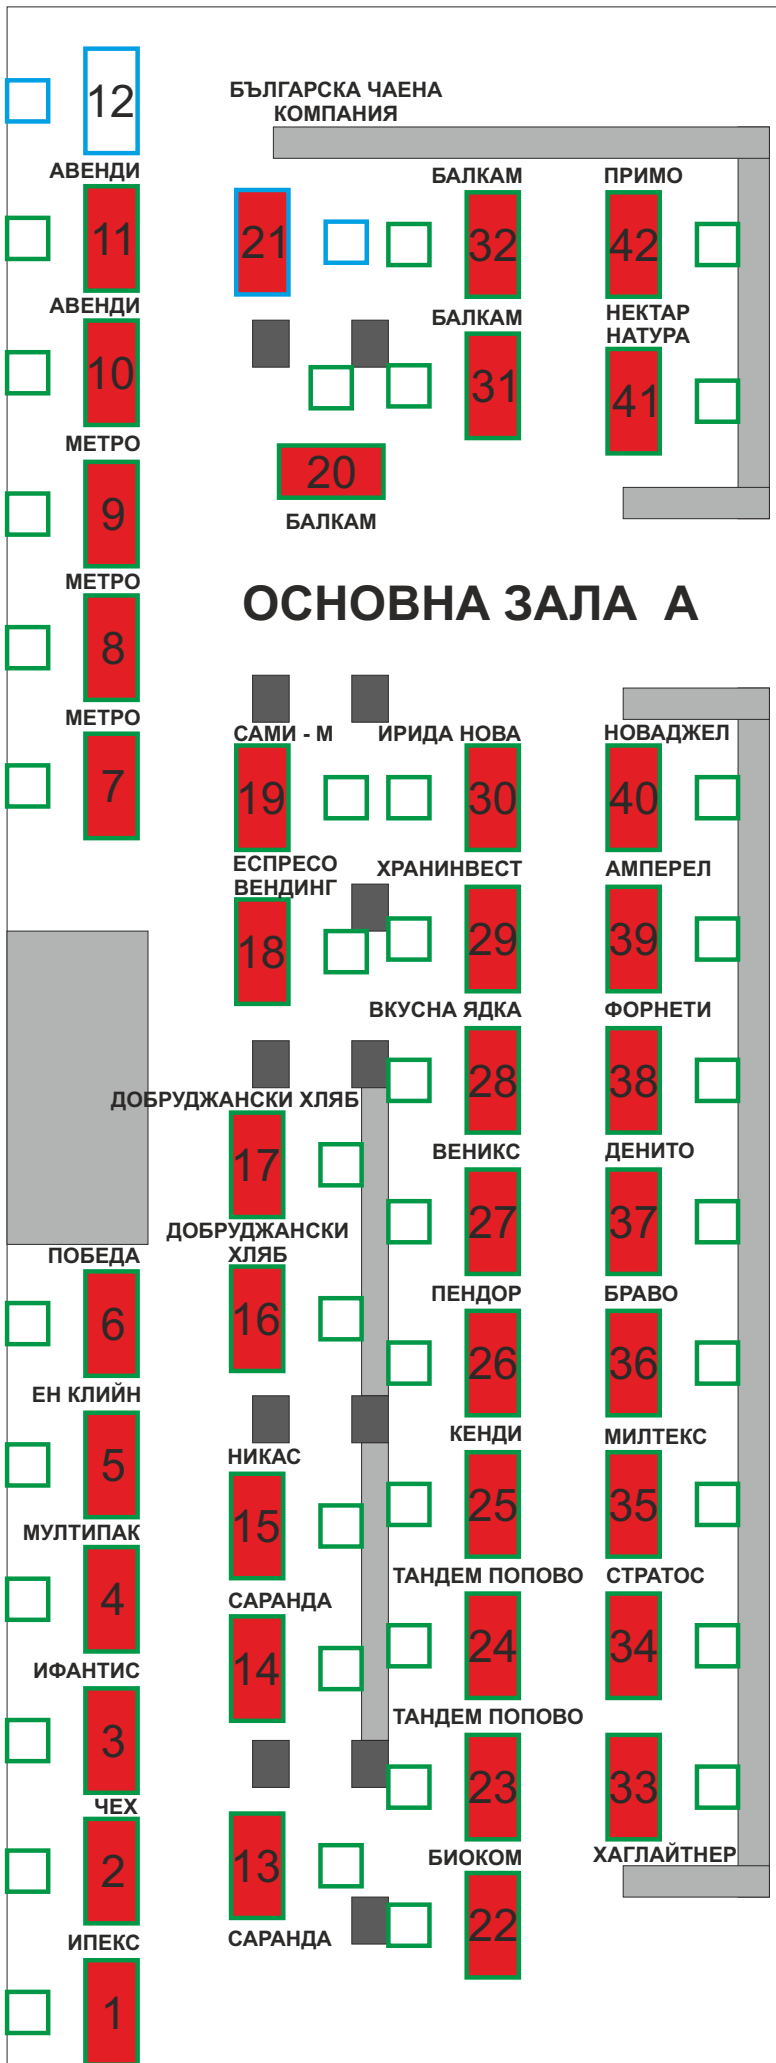 12
АВЕНДИ
11
АВЕНДИ
10
МЕТРО
9
МЕТРО
8
МЕТРО
7
ПОБЕДА
6
ЕН КЛИЙН
5
МУЛТИПАК
4
ИФАНТИС
3
ЧЕХ
2
ИПЕКС
1
БЪЛГАРСКА ЧАЕНА
КОМПАНИЯ
21
20
БАЛКАМ
БАЛКАМ
32
БАЛКАМ
31
ПРИМО
42
НЕКТАР
НАТУРА
41
ОСНОВНА ЗАЛА А
САМИ - М
19
ЕСПРЕСО
ВЕНДИНГ
18
ДОБРУДЖАНСКИ ХЛЯБ
17
ДОБРУДЖАНСКИ
ХЛЯБ
16
НИКАС
15
САРАНДА
14
13
САРАНДА
ИРИДА НОВА
30
ХРАНИНВЕСТ
29
ВКУСНА ЯДКА
28
ВЕНИКС
27
ПЕНДОР
26
КЕНДИ
25
ТАНДЕМ ПОПОВО
24
ТАНДЕМ ПОПОВО
23
БИОКОМ
22
НОВАДЖЕЛ
40
АМПЕРЕЛ
39
ФОРНЕТИ
38
ДЕНИТО
37
БРАВО
36
МИЛТЕКС
35
СТРАТОС
34
33
ХАГЛАЙТНЕР